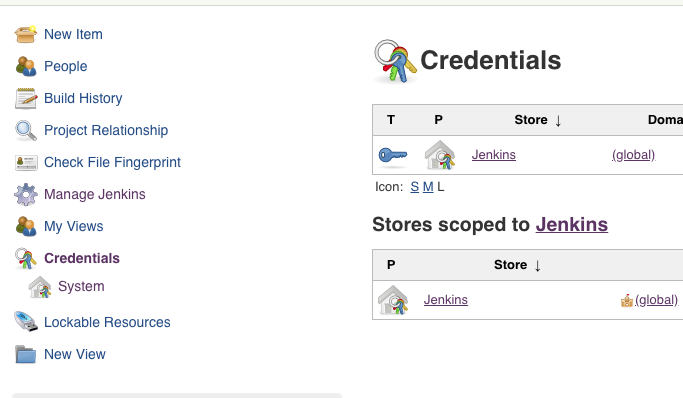 New Item
People
Build History
Project Relationship
Check File Fingerprint
Manage Jenkins
My Views
Credentials
System
Lockable Resources
New View
Credentials
T P Store ↓ Doma
Jenkins (global)
Icon: S M L
Stores scoped to Jenkins
P Store ↓
Jenkins (global)